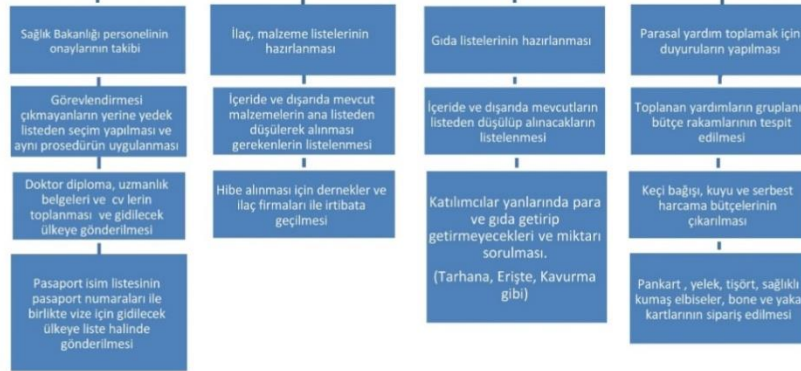 Sağlık Bakanlığı personelinin
onaylarının takibi
Görevlendirmesi
çıkmayanların yerine yedek
listeden seçim yapılması ve
aynı prosedürün uygulanması
Doktor diploma, uzmanlık
belgeleri ve cv lerin
toplanması ve gidilecek
ülkeye gönderilmesi
Pasaport isim listesinin
pasaport numaraları ile
birlikte vize için gidilecek
ülkeye liste halinde
gönderilmesi
İlaç, malzeme listelerinin
hazırlanması
İçeride ve dışarıda mevcut
malzemelerin ana listeden
düşülerek alınması
gerekenlerin listelenmesi
Hibe alınması için dernekler ve
ilaç firmaları ile irtibata
geçilmesi
Gıda listelerinin hazırlanması
İçeride ve dışarıda mevcutların
listeden düşülüp alınacakların
listelenmesi
Katılımcılar yanlarında para
ve gıda getirip
getirmeyecekleri ve miktarı
sorulması.
(Tarhana, Erişte, Kavurma
gibi)
Parasal yardım toplamak için
duyuruların yapılması
Toplanan yardımların
bütçe rakamlarının tespit
edilmesi
Keçi bağışı, kuyu ve serbest
harcama bütçelerinin
çıkarılması
Pankart , yelek, tişört, sağlıklı
kumaş elbiseler, bone ve yaka
kartlarının sipariş edilmesi